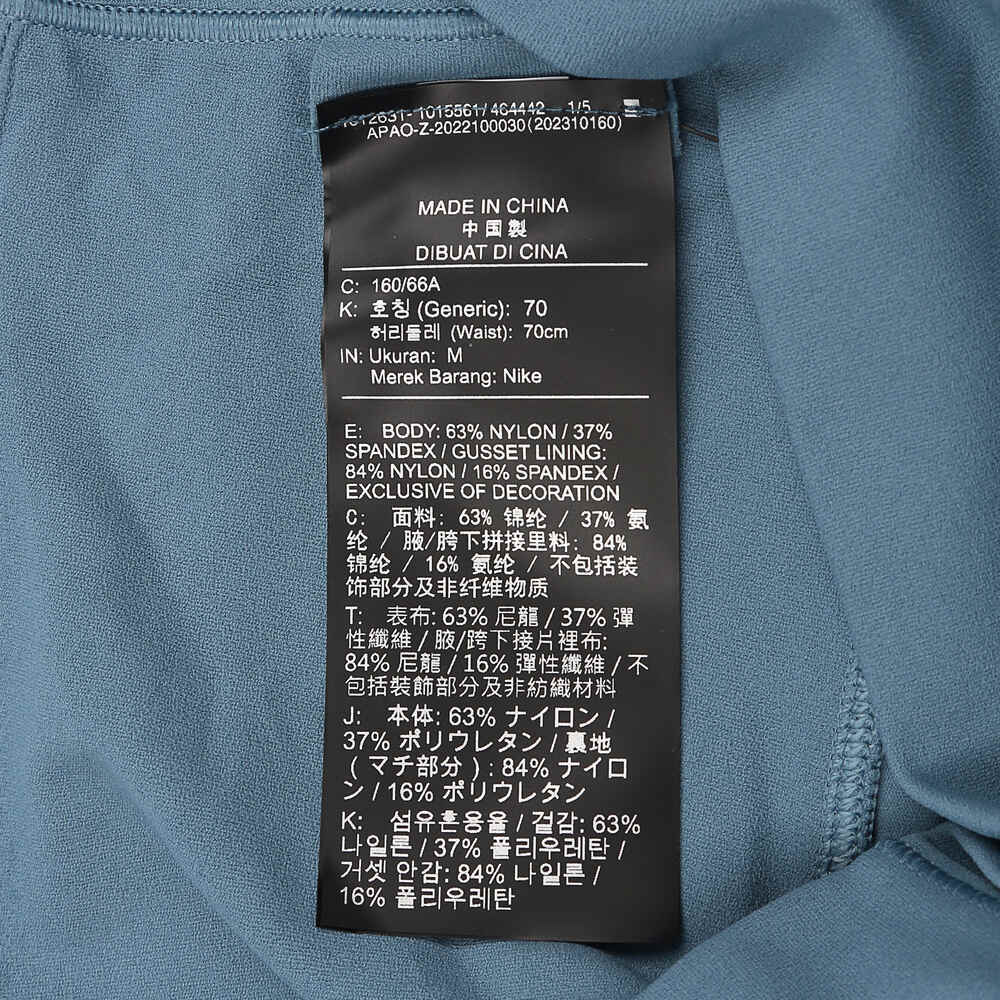 1015561/464442 1/5
APAO-Z-2022100030(202310160)
MADE IN CHINA
中国製
DIBUAT DI CINA
C: 160/66A
K: 호칭 (Generic): 70
허리둘레 (Waist): 70cm
IN: Ukuran: M
Merek Barang: Nike
E: BODY: 63% NYLON / 37%
SPANDEX / GUSSET LINING:
84% NYLON / 16% SPANDEX /
EXCLUSIVE OF DECORATION
C: 面料: 63% 锦纶 / 37% 氨
纶 / 腋/胯下拼接里料: 84%
锦纶 / 16% 氨纶 / 不包括装
饰部分及非纤维物质
T: 表布: 63% 尼龍 / 37% 彈
性纖維 / 腋/跨下接片裡布:
84% 尼龍 / 16% 彈性纖維 / 不
包括裝飾部分及非紡織材料
J: 本体: 63% ナイロン /
37% ポリウレタン / 裏地
(マチ部分): 84% ナイロ
ン / 16% ポリウレタン
K: 섬유혼용율 / 겉감: 63%
나일론 / 37% 폴리우레탄 /
거셋 안감: 84% 나일론 /
16% 폴리우레탄